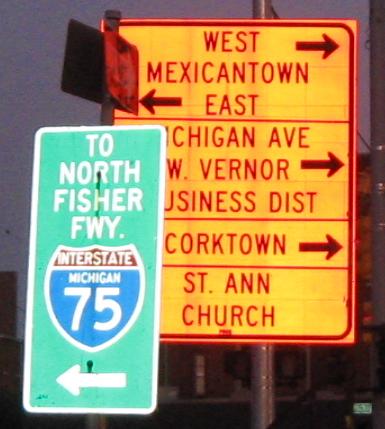 WEST
MEXICANTOWN
EAST
ICHIGAN AVE
W. VERNOR
USINESS DIST
CORKTOWN
ST. ANN
CHURCH
TO
NORTH
FISHER
FWY.
INTERSTATE
MICHIGAN
75